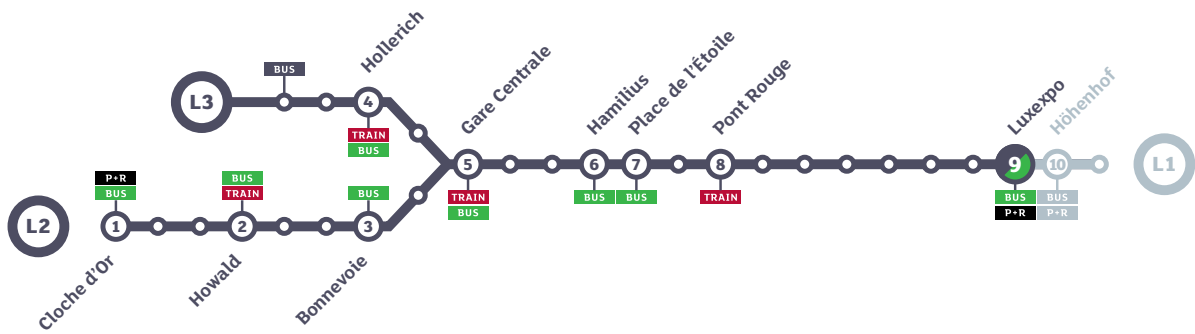 Hollerich
L3
BUS
4
TRAIN
BUS
Gare Centrale
5
TRAIN
BUS
Hamilius
6
BUS
Place de l'Étoile
7
BUS
Pont Rouge
8
TRAIN
Luxexpo
9
BUS
P+R
Höhenhof
10
BUS
P+R
L1
L2
P+R
BUS
1
Cloche d'Or
BUS
TRAIN
2
Howald
BUS
3
Bonnevoie